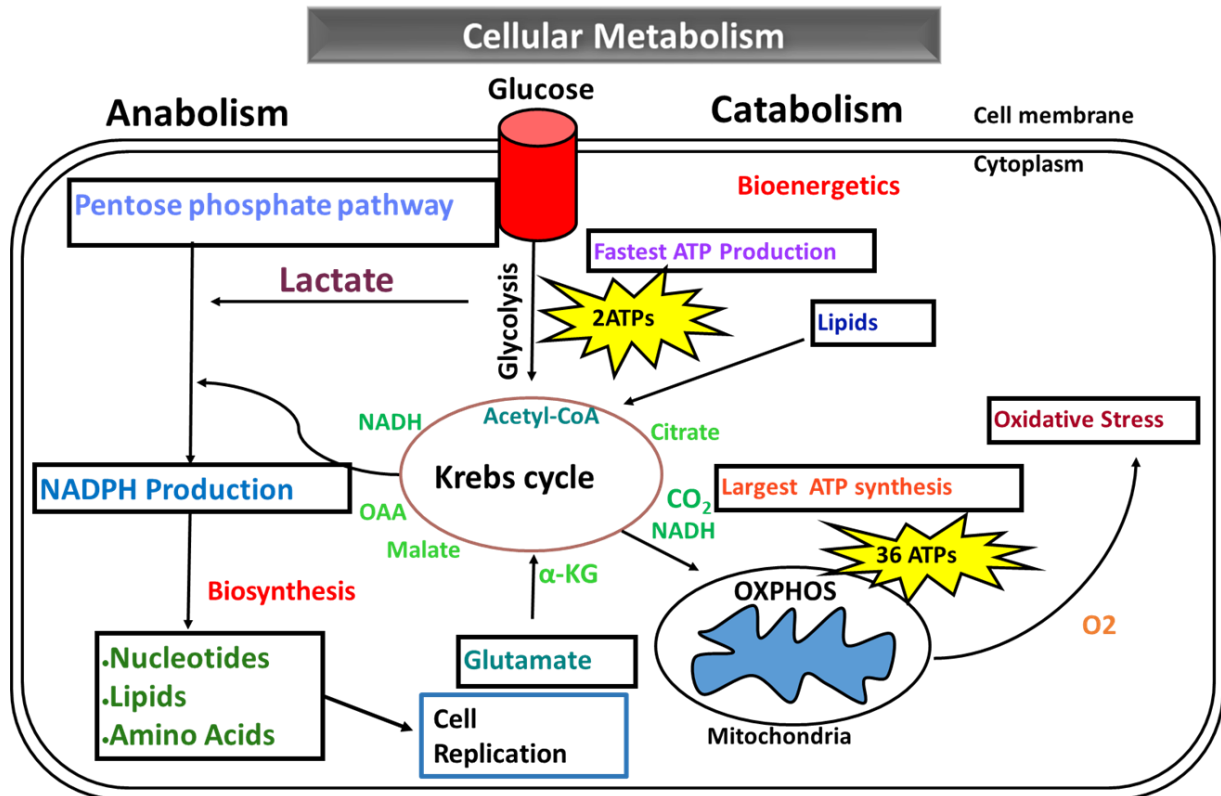 Cellular Metabolism
Anabolism
Glucose
Catabolism
Cell membrane
Cytoplasm
Pentose phosphate pathway
Bioenergetics
Fastest ATP Production
Lactate
Glycolysis
2ATPs
Lipids
NADH
Acetyl-CoA
Citrate
Oxidative Stress
Krebs cycle
NADPH Production
CO₂
Largest ATP synthesis
OAA
NADH
Malate
36 ATPs
α-KG
Biosynthesis
OXPHOS
O2
Glutamate
.Nucleotides
.Lipids
.Amino Acids
Cell
Replication
Mitochondria